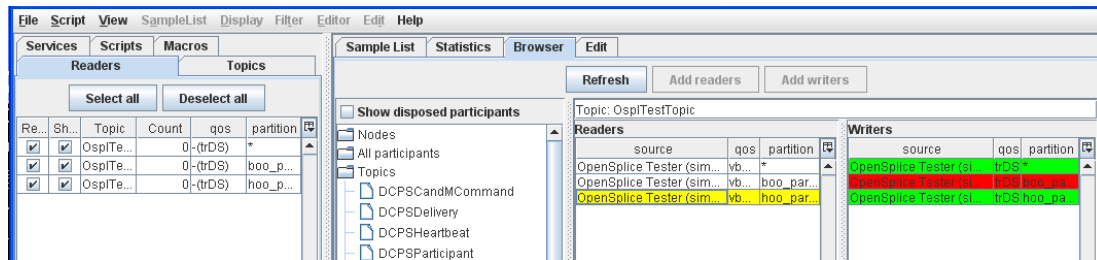 File Script View SampleList Display Filter Editor Edit Help
Services Scripts Macros
Readers Topics
Select all Deselect all
Re... Sh... Topic Count qos partition
OsplTe... 0 -(trDS) *
OsplTe... 0 -(trDS) boo_p...
OsplTe... 0 -(trDS) hoo_p...
Sample List Statistics Browser Edit
Refresh Add readers Add writers
Show disposed participants
Nodes
All participants
Topics
DCPSCandMCommand
DCPSDelivery
DCPSHeartbeat
DCPSParticipant
Topic: OsplTestTopic
Readers
source qos partition
OpenSplice Tester (sim... vb... *
OpenSplice Tester (sim... vb... boo_par...
OpenSplice Tester (sim... vb... hoo_par...
Writers
source qos partition
OpenSplice Tester (si... trDS *
OpenSplice Tester (si... trDS boo_pa...
OpenSplice Tester (si... trDS hoo_pa...